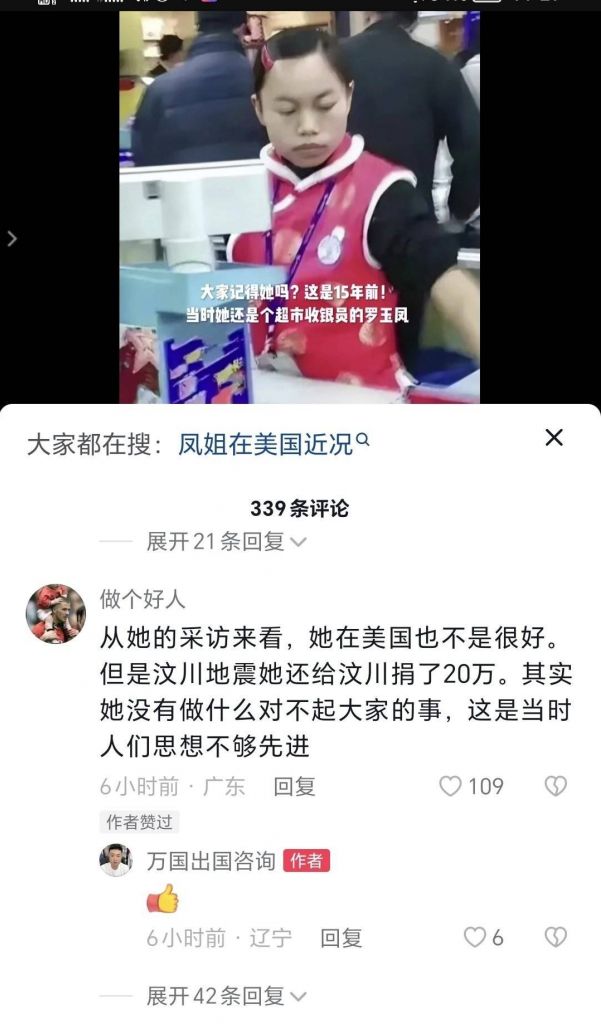 大家记得她吗？这是15年前！
当时她还是个超市收银员的罗玉凤
大家都在搜：凤姐在美国近况
339条评论
展开21条回复
做个好人
从她的采访来看，她在美国也不是很好。
但是汶川地震她还给汶川捐了20万。其实
她没有做什么对不起大家的事，这是当时
人们思想不够先进
6小时前 · 广东 回复 109
作者赞过
万国出国咨询 作者
👍
6小时前 · 辽宁 回复 6
展开42条回复